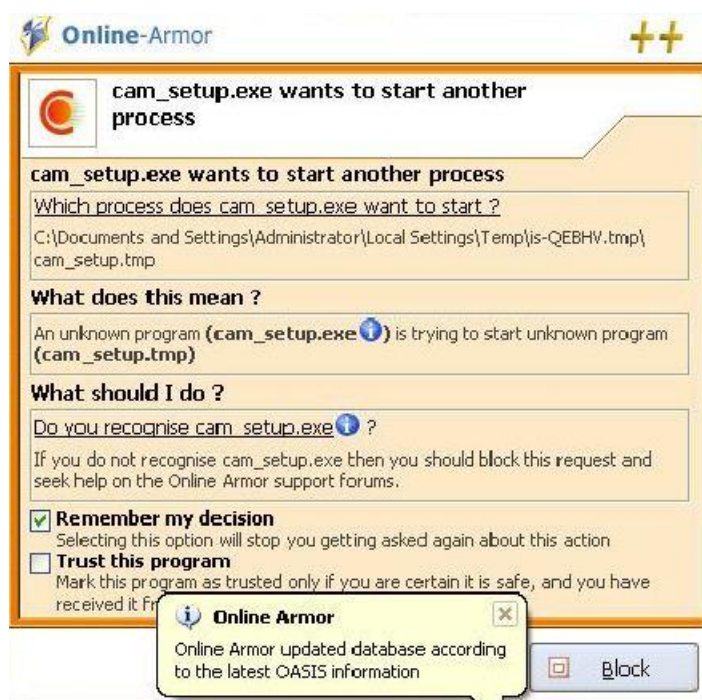 Online-Armor
cam_setup.exe wants to start another
process
cam_setup.exe wants to start another process
Which process does cam_setup.exe want to start ?
C:\Documents and Settings\Administrator\Local Settings\Temp\is-QEBHV.tmp\
cam_setup.tmp
What does this mean ?
An unknown program (cam_setup.exe ) is trying to start unknown program
(cam_setup.tmp)
What should I do ?
Do you recognise cam_setup.exe ?
If you do not recognise cam_setup.exe then you should block this request and
seek help on the Online Armor support forums.
Remember my decision
Selecting this option will stop you getting asked again about this action
Trust this program
Mark this program as trusted only if you are certain it is safe, and you have
received it
Online Armor
Online Armor updated database according
to the latest OASIS information
Block